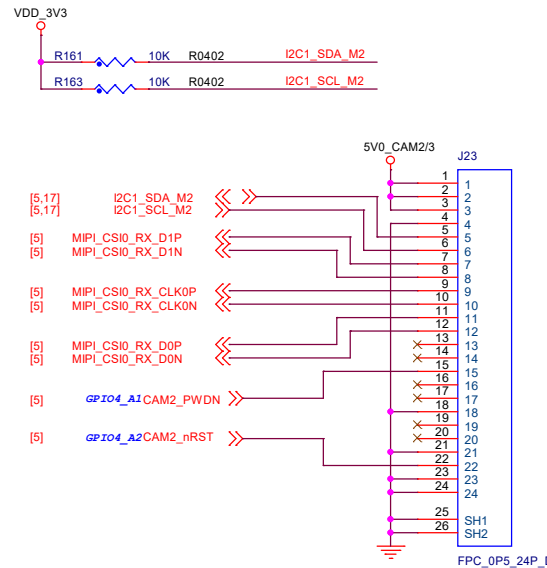 VDD_3V3
R161 10K R0402 I2C1_SDA_M2
R163 10K R0402 I2C1_SCL_M2
5V0_CAM2/3
J23
1 1
2 2
3 3
4 4
[5,17] I2C1_SDA_M2 5 5
[5,17] I2C1_SCL_M2 6 6
[5] MIPI_CSI0_RX_D1P 7 7
[5] MIPI_CSI0_RX_D1N 8 8
[5] MIPI_CSI0_RX_CLK0P 9 9
[5] MIPI_CSI0_RX_CLK0N 10 10
[5] MIPI_CSI0_RX_D0P 11 11
[5] MIPI_CSI0_RX_D0N 12 12
13 13
14 14
[5] GPIO4_A1 CAM2_PWDN 15 15
16 16
17 17
18 18
19 19
20 20
21 21
[5] GPIO4_A2 CAM2_nRST 22 22
23 23
24 24
25 SH1
26 SH2
FPC_0P5_24P_